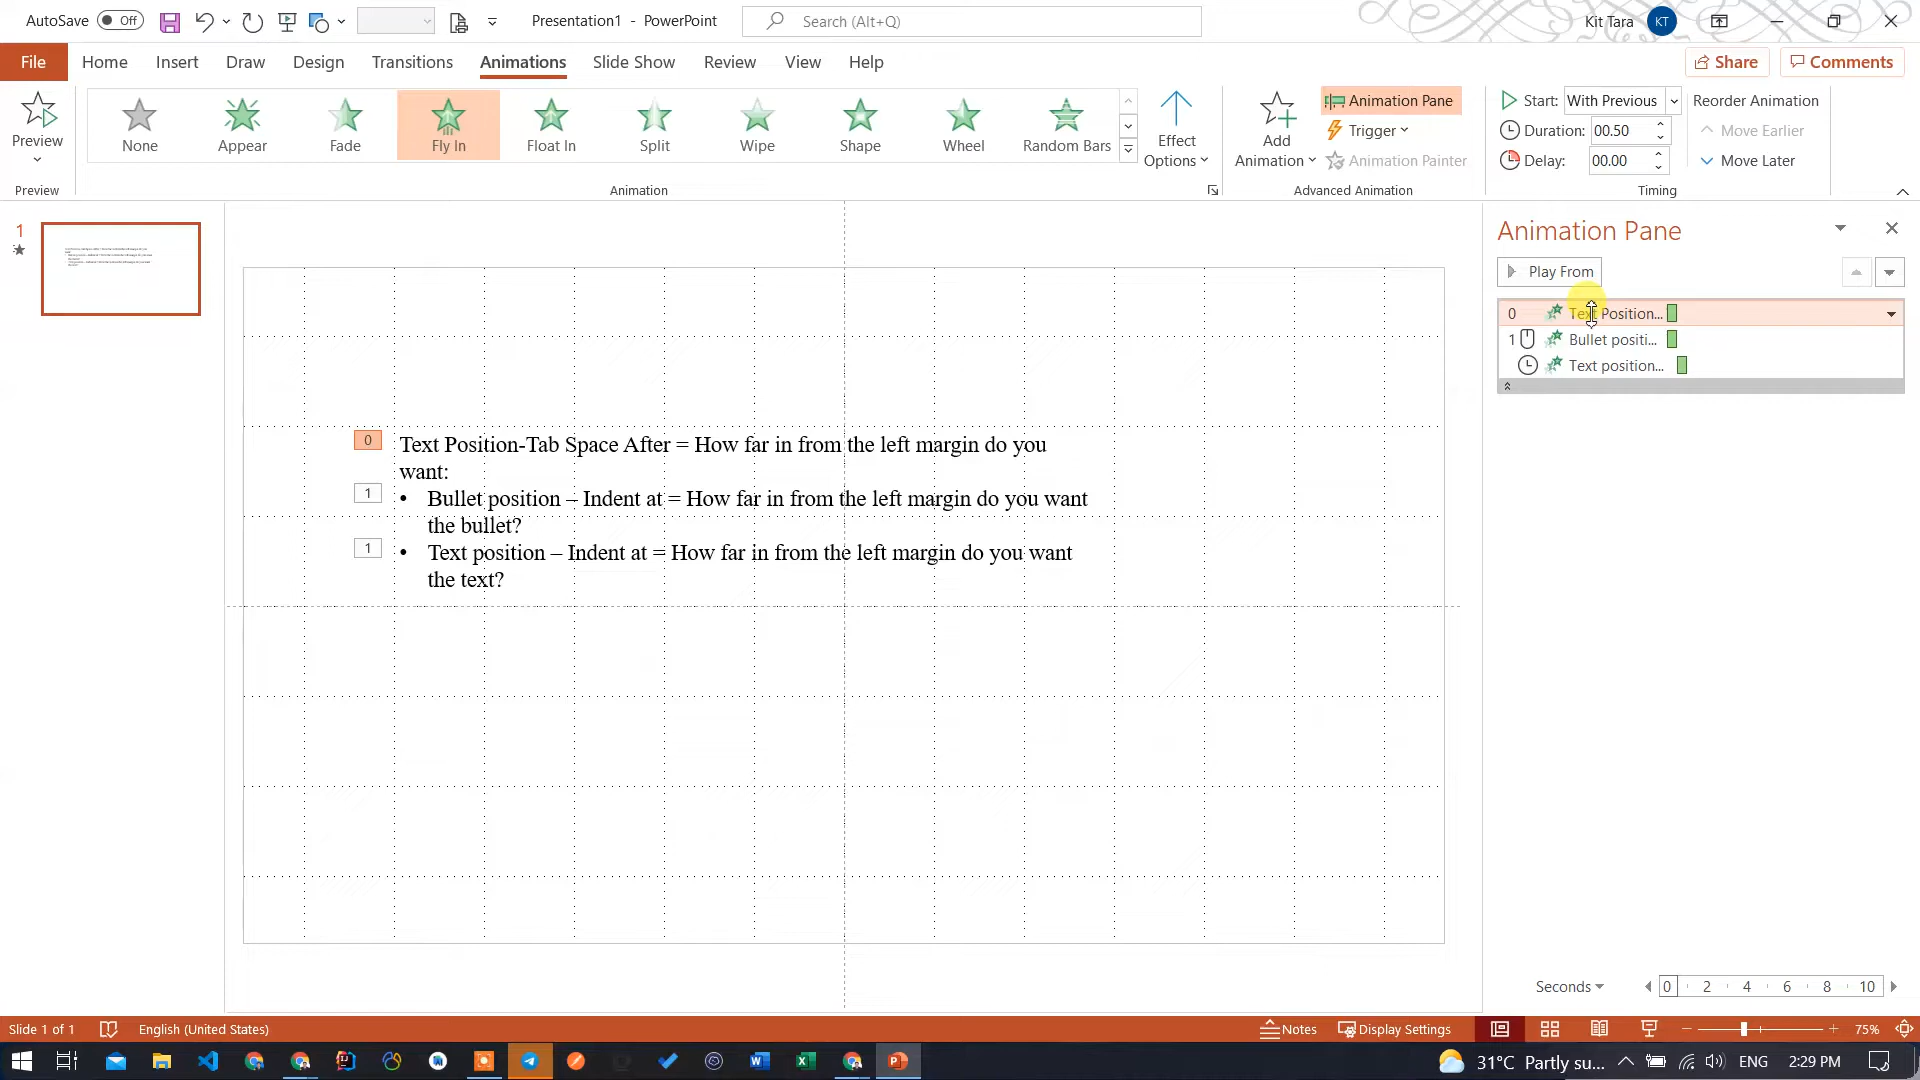 AutoSave Off Presentation1 - PowerPoint Search (Alt+Q) Kit Tara KT
File Home Insert Draw Design Transitions Animations Slide Show Review View Help Share Comments
Preview None Appear Fade Fly In Float In Split Wipe Shape Wheel Random Bars
Effect Options
Add Animation
Animation Pane
Trigger
Animation Painter
Start: With Previous
Duration: 00.50
Delay: 00.00
Reorder Animation
Move Earlier
Move Later
Preview Animation Advanced Animation Timing
1
Animation Pane
Play From
0 Text Position...
1 Bullet positi...
Text position...
0 Text Position-Tab Space After = How far in from the left margin do you
want:
1 • Bullet position – Indent at = How far in from the left margin do you want
the bullet?
1 • Text position – Indent at = How far in from the left margin do you want
the text?
Seconds 0 2 4 6 8 10
Slide 1 of 1 English (United States) Notes Display Settings 75%
31°C Partly su... ENG 2:29 PM